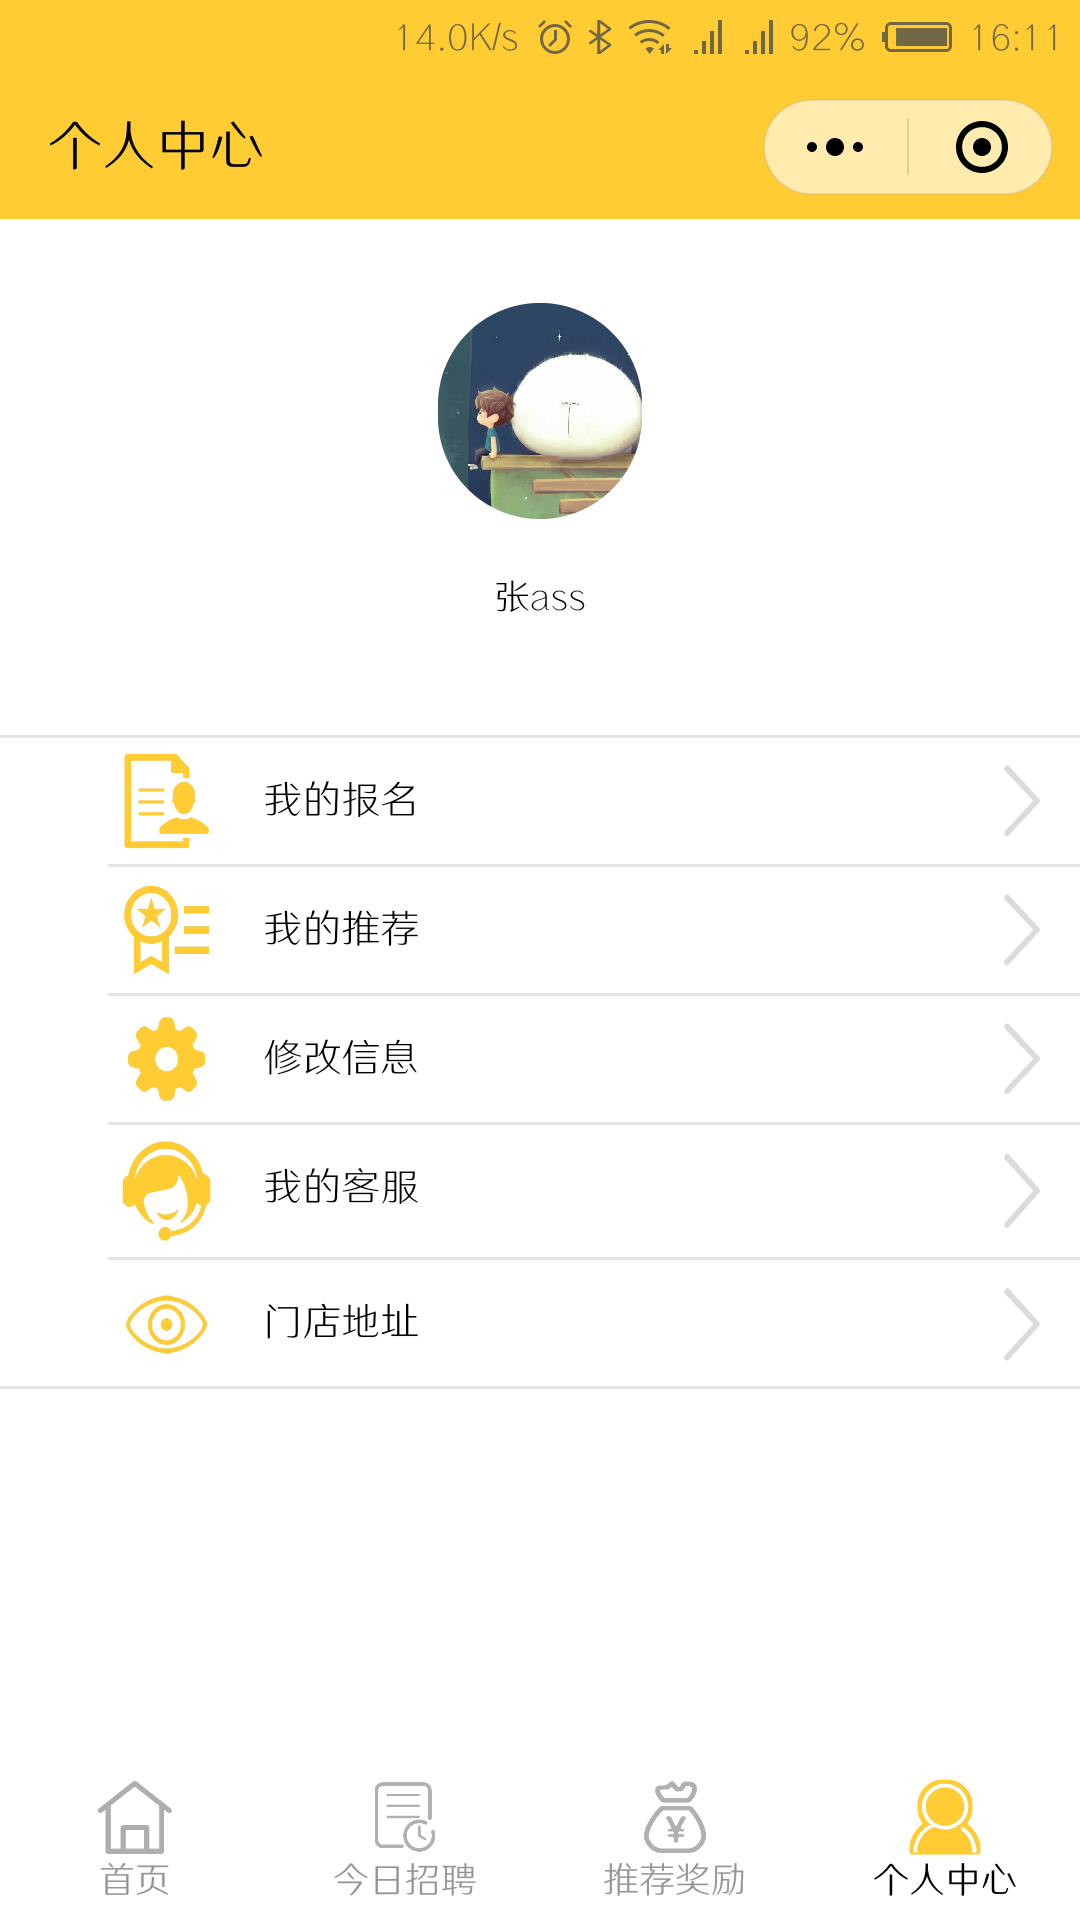 14.0K/s 92% 16:11
个人中心
张ass
我的报名
我的推荐
修改信息
我的客服
门店地址
首页 今日招聘 推荐奖励 个人中心